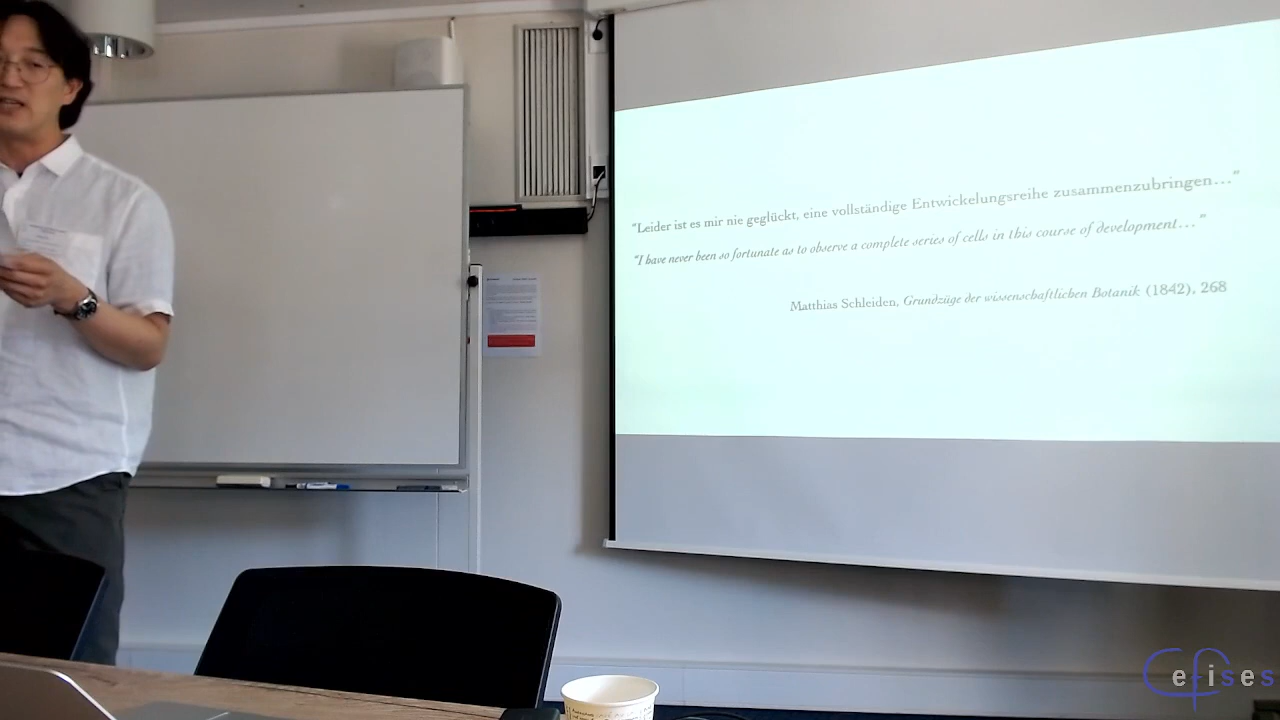 "Leider ist es mir nie geglückt, eine vollständige Entwickelungsreihe zusammenzubringen…"
"I have never been so fortunate as to observe a complete series of cells in this course of development…"
Matthias Schleiden, Grundzüge der wissenschaftlichen Botanik (1842), 268
Cefises